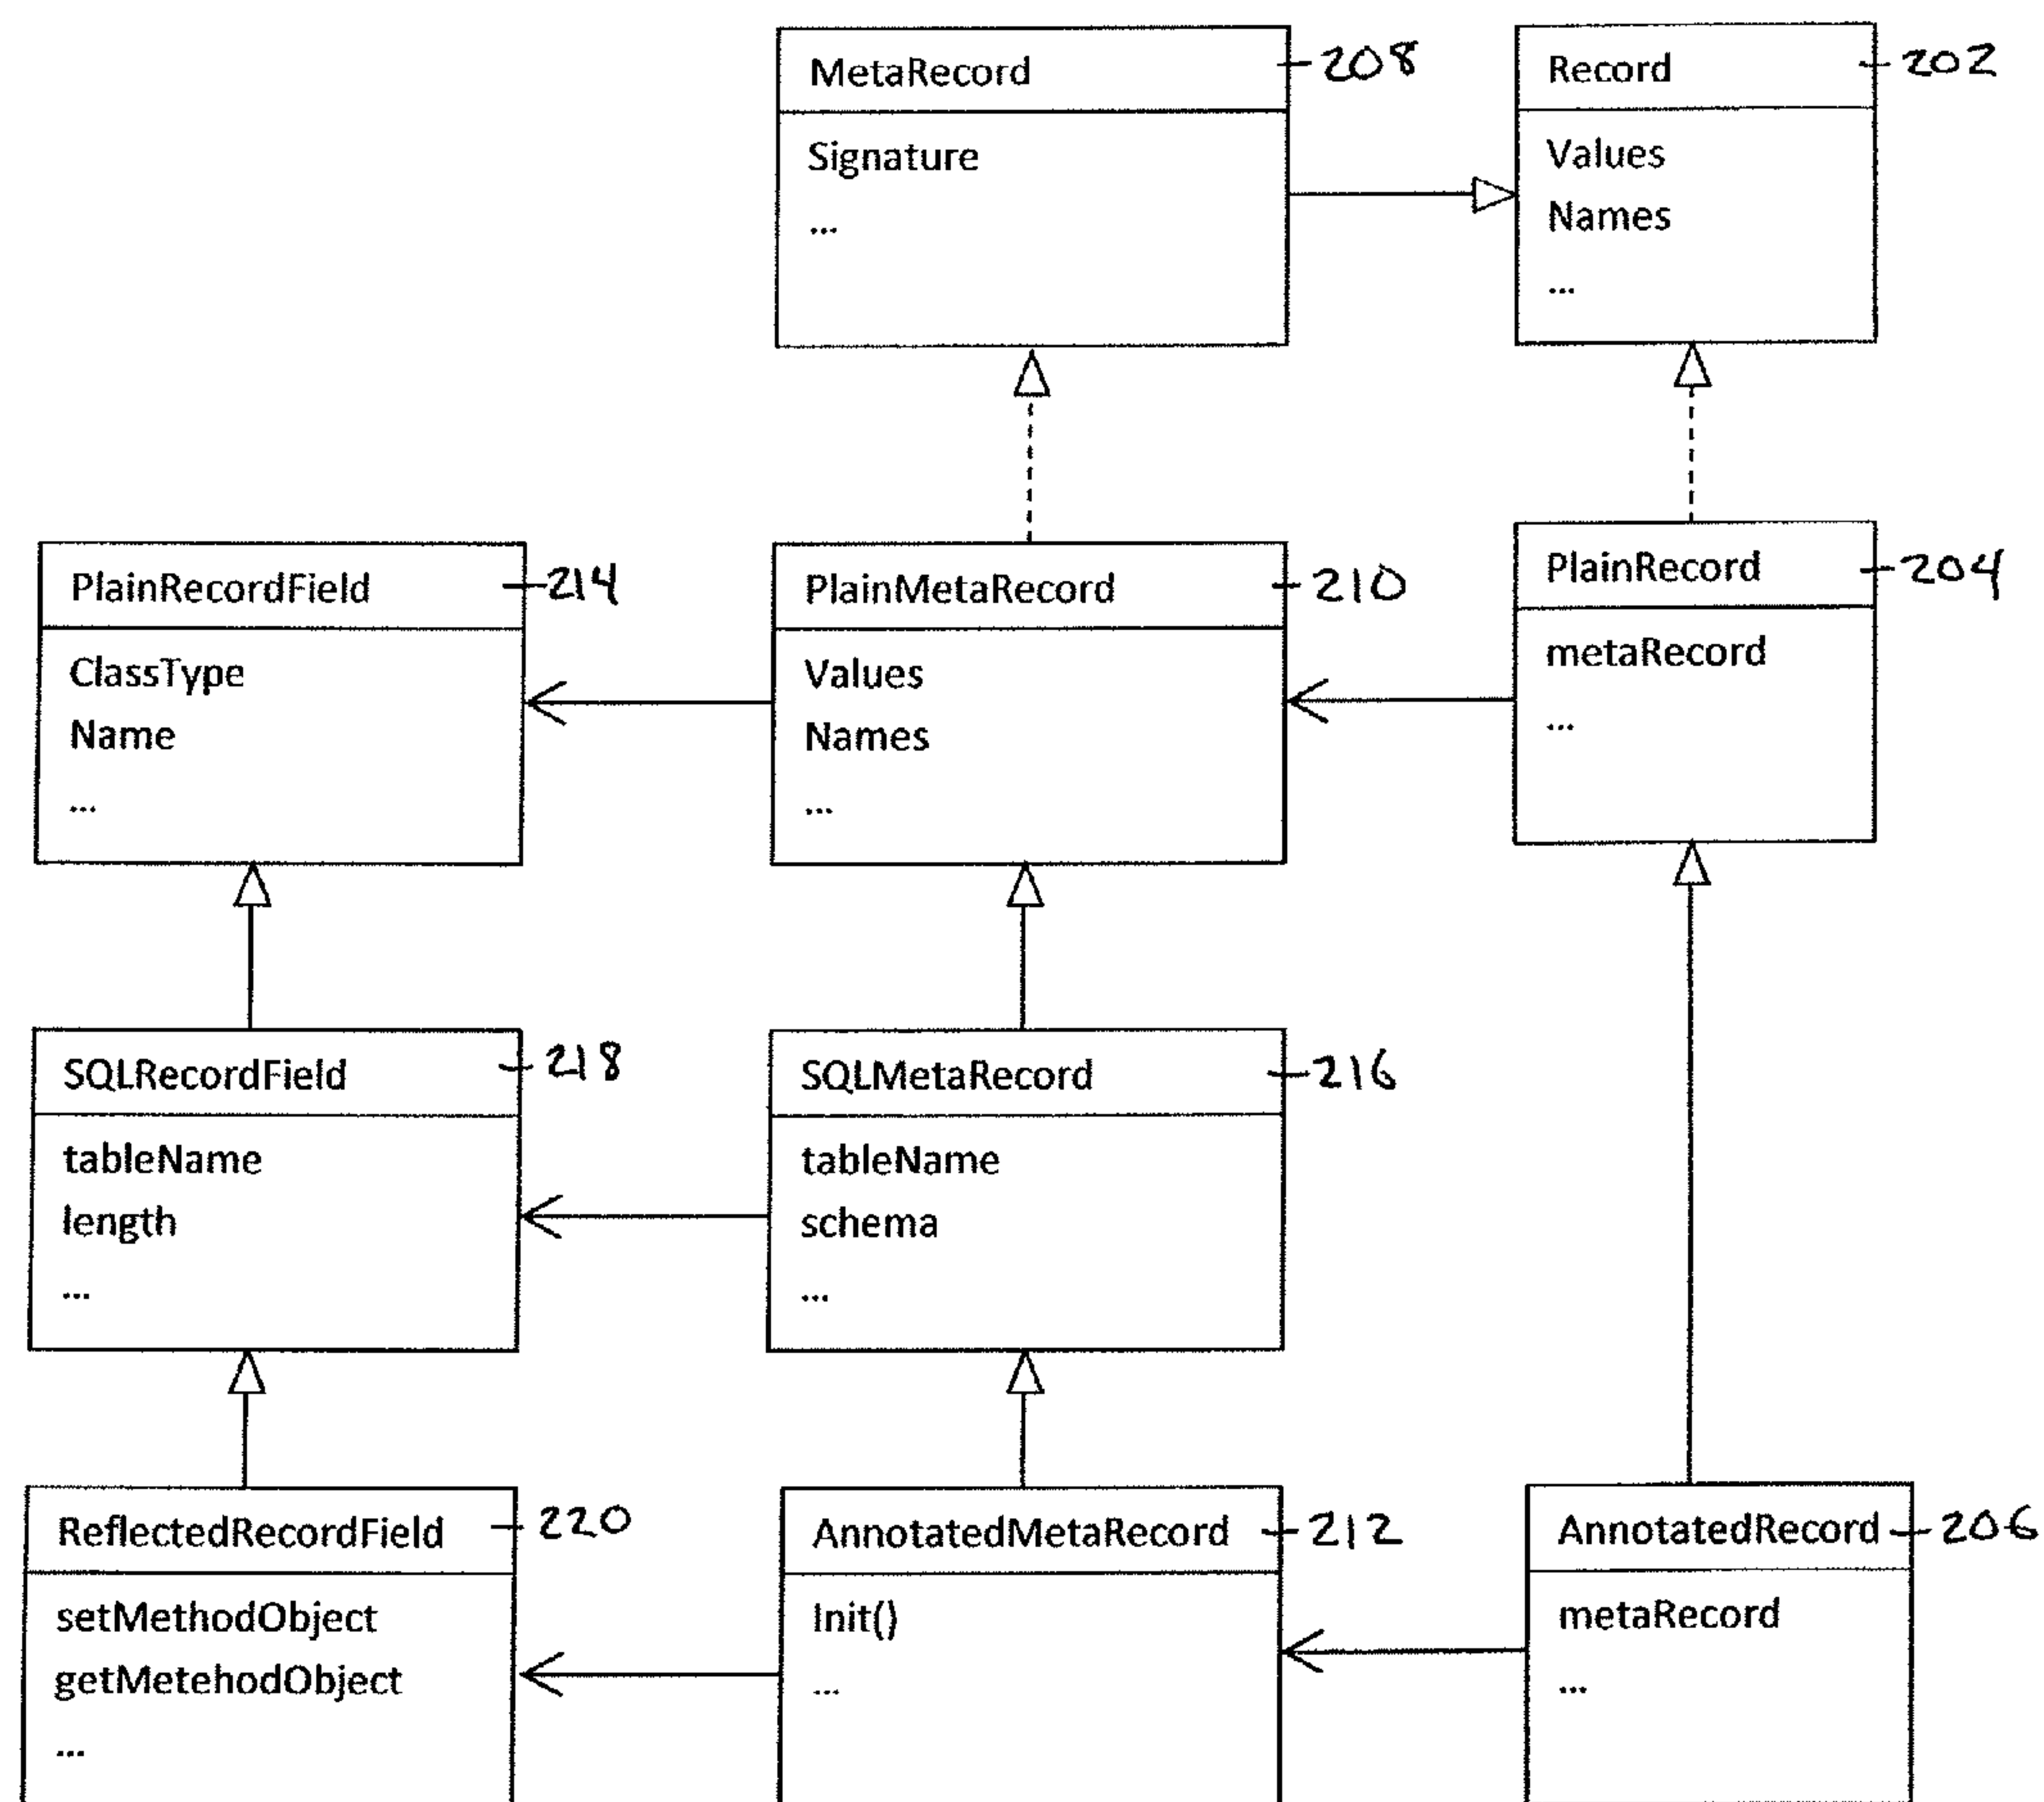 MetaRecord
208
Signature
...
Record
202
Values
Names
...
PlainRecordField
214
ClassType
Name
...
PlainMetaRecord
210
Values
Names
...
PlainRecord
204
metaRecord
...
SQLRecordField
218
tableName
length
...
SQLMetaRecord
216
tableName
schema
...
ReflectedRecordField
220
setMethodObject
getMetehodObject
...
AnnotatedMetaRecord
212
Init()
...
AnnotatedRecord
206
metaRecord
...